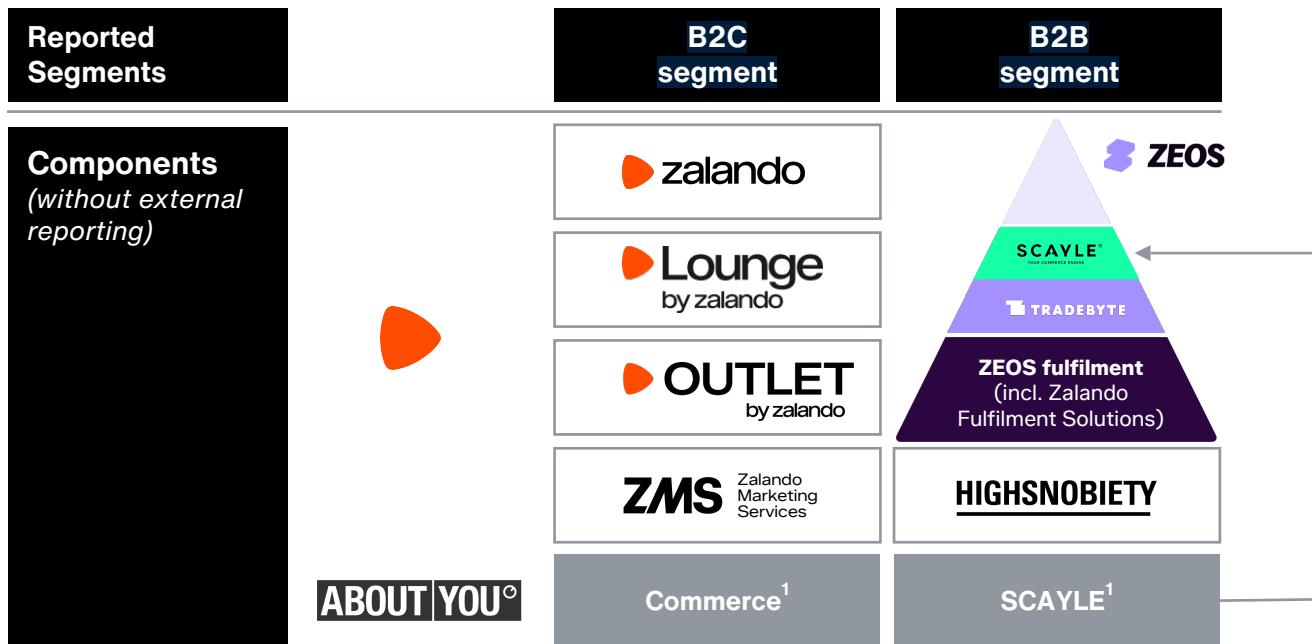 Reported
Segments
B2C
segment
B2B
segment
Components
(without external
reporting)
zalando
Lounge
by zalando
OUTLET
by zalando
ZMS
Zalando
Marketing
Services
ZEOS
SCAYLE°
YOUR COMMERCE ENGINE
TRADEBYTE
ZEOS fulfilment
(incl. Zalando
Fulfilment Solutions)
HIGHSNOBIETY
ABOUT YOU°
Commerce¹
SCAYLE¹